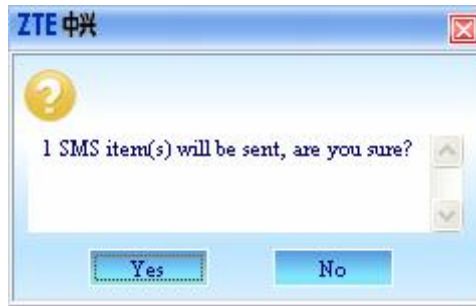 ZTE中兴
1 SMS item(s) will be sent, are you sure?
Yes
No